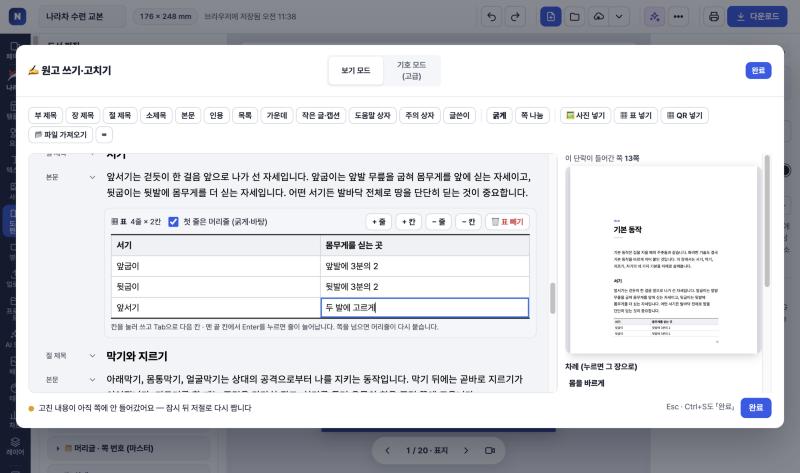 N 나라차 수련 교본 176 × 248 mm 브라우저에 저장됨 오전 11:38 다운로드
✍ 원고 쓰기·고치기 보기 모드 기호 모드 (고급) 완료
부 제목 장 제목 절 제목 소제목 본문 인용 목록 가운데 작은 글·캡션 도움말 상자 주의 상자 글쓴이 굵게 쪽 나눔 사진 넣기 표 넣기 QR 넣기
파일 가져오기
서기
본문 앞서기는 걷듯이 한 걸음 앞으로 나가 선 자세입니다. 앞굽이는 앞발 무릎을 굽혀 몸무게를 앞에 싣는 자세이고,
뒷굽이는 뒷발에 몸무게를 더 싣는 자세입니다. 어떤 서기든 발바닥 전체로 땅을 단단히 딛는 것이 중요합니다.
표 4줄 × 2칸 첫 줄은 머리줄 (굵게·바탕) + 줄 + 칸 − 줄 − 칸 표 빼기
서기 몸무게를 싣는 곳
앞굽이 앞발에 3분의 2
뒷굽이 뒷발에 3분의 2
앞서기 두 발에 고르게
칸을 눌러 쓰고 Tab으로 다음 칸 · 맨 끝 칸에서 Enter를 누르면 줄이 늘어납니다. 쪽을 넘으면 머리줄이 다시 붙습니다.
절 제목 막기와 지르기
본문 아래막기, 몸통막기, 얼굴막기는 상대의 공격으로부터 나를 지키는 동작입니다. 막기 뒤에는 곧바로 지르기가
이 단락이 들어간 쪽 13쪽
기본 동작
서기
차례 (누르면 그 장으로)
몸을 바르게
고친 내용이 아직 쪽에 안 들어갔어요 — 잠시 뒤 저절로 다시 짭니다 Esc · Ctrl+S도 「완료」 완료
머리글 · 쪽 번호 (마스터) 1 / 20 · 표지
레이어